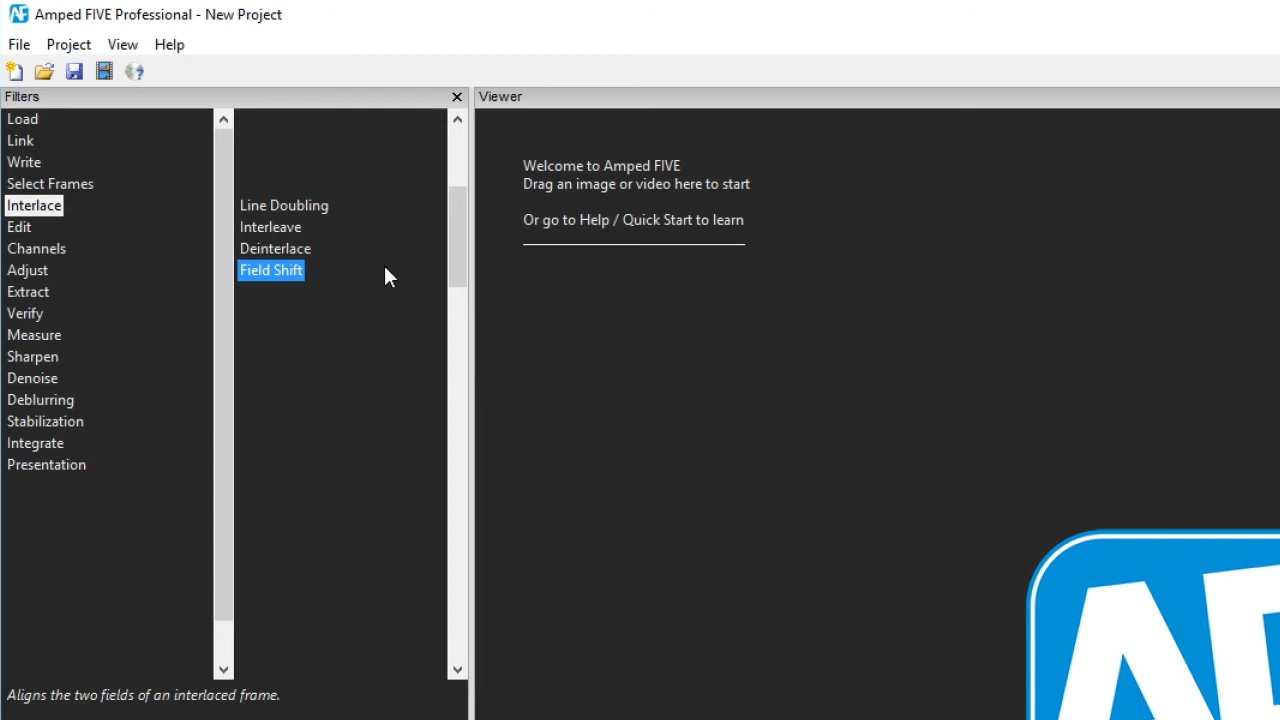 Amped FIVE Professional - New Project
File Project View Help
Filters
Viewer
Load
Link
Write
Select Frames
Interlace
Edit
Channels
Adjust
Extract
Verify
Measure
Sharpen
Denoise
Deblurring
Stabilization
Integrate
Presentation
Line Doubling
Interleave
Deinterlace
Field Shift
Aligns the two fields of an interlaced frame.
Welcome to Amped FIVE
Drag an image or video here to start
Or go to Help / Quick Start to learn